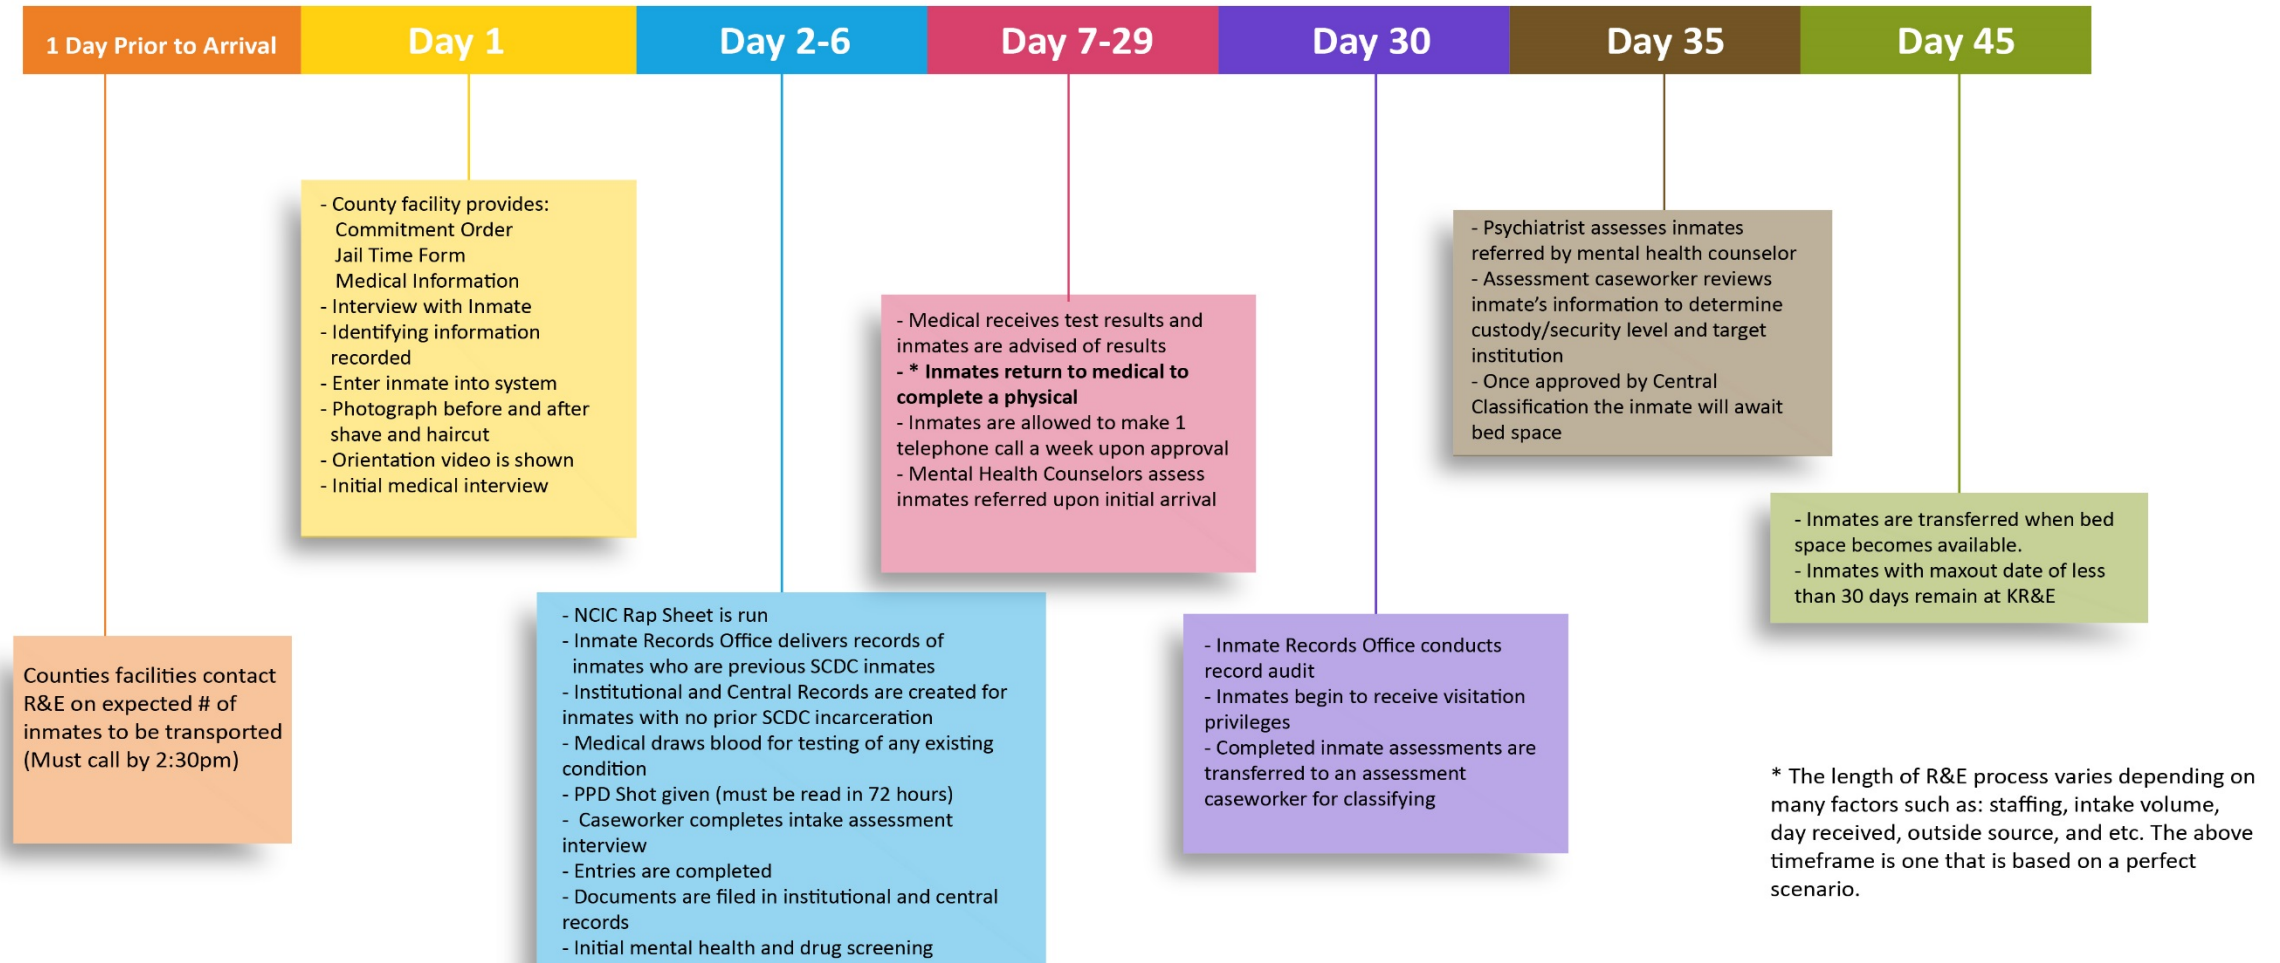 1 Day Prior to Arrival
Day 1
Day 2-6
Day 7-29
Day 30
Day 35
Day 45
Counties facilities contact
R&E on expected # of
inmates to be transported
(Must call by 2:30pm)
- County facility provides:
Commitment Order
Jail Time Form
Medical Information
- Interview with Inmate
- Identifying information
recorded
- Enter inmate into system
- Photograph before and after
shave and haircut
- Orientation video is shown
- Initial medical interview
- NCIC Rap Sheet is run
- Inmate Records Office delivers records of
inmates who are previous SCDC inmates
- Institutional and Central Records are created for
inmates with no prior SCDC incarceration
- Medical draws blood for testing of any existing
condition
- PPD Shot given (must be read in 72 hours)
- Caseworker completes intake assessment
interview
- Entries are completed
- Documents are filed in institutional and central
records
- Initial mental health and drug screening
- Medical receives test results and
inmates are advised of results
- * Inmates return to medical to
complete a physical
- Inmates are allowed to make 1
telephone call a week upon approval
- Mental Health Counselors assess
inmates referred upon initial arrival
- Inmate Records Office conducts
record audit
- Inmates begin to receive visitation
privileges
- Completed inmate assessments are
transferred to an assessment
caseworker for classifying
- Psychiatrist assesses inmates
referred by mental health counselor
- Assessment caseworker reviews
inmate’s information to determine
custody/security level and target
institution
- Once approved by Central
Classification the inmate will await
bed space
- Inmates are transferred when bed
space becomes available.
- Inmates with maxout date of less
than 30 days remain at KR&E
* The length of R&E process varies depending on
many factors such as: staffing, intake volume,
day received, outside source, and etc. The above
timeframe is one that is based on a perfect
scenario.